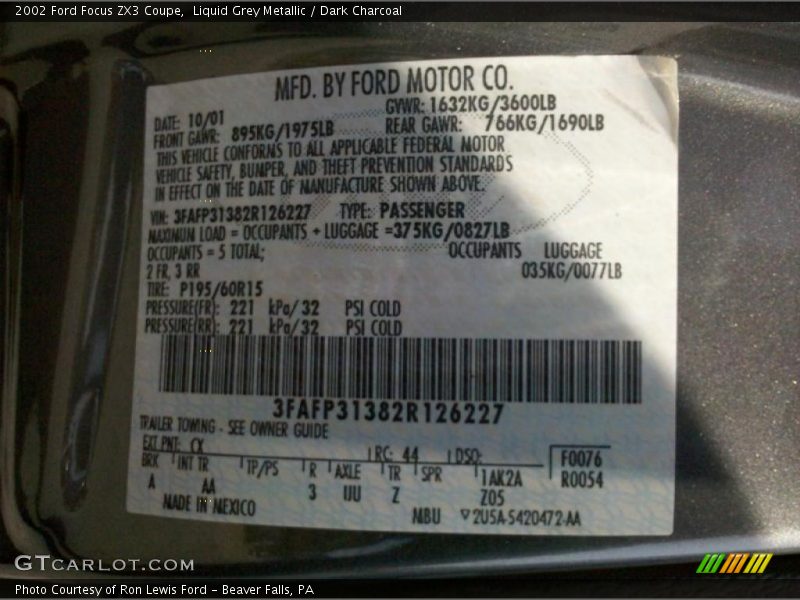 2002 Ford Focus ZX3 Coupe, Liquid Grey Metallic / Dark Charcoal
MFD. BY FORD MOTOR CO.
DATE: 10/01 GVWR: 1632KG/3600LB
FRONT GAWR: 895KG/1975LB REAR GAWR: 766KG/1690LB
THIS VEHICLE CONFORMS TO ALL APPLICABLE FEDERAL MOTOR
VEHICLE SAFETY, BUMPER, AND THEFT PREVENTION STANDARDS
IN EFFECT ON THE DATE OF MANUFACTURE SHOWN ABOVE.
VIN: 3FAFP31382R126227 TYPE: PASSENGER
MAXIMUM LOAD = OCCUPANTS + LUGGAGE =375KG/0827LB
OCCUPANTS = 5 TOTAL; OCCUPANTS LUGGAGE
2 FR, 3 RR 035KG/0077LB
TIRE: P195/60R15
PRESSURE(FR): 221 kPa/32 PSI COLD
PRESSURE(RR): 221 kPa/32 PSI COLD
3FAFP31382R126227
TRAILER TOWING - SEE OWNER GUIDE
EXT PNT: CX RC: 44 DSO: F0076
BRK INT TR TP/PS R AXLE TR SPR 1AK2A R0054
A AA 3 UU Z Z05
MADE IN MEXICO MBU 2U5A-5420472-AA
GTCARLOT.COM
Photo Courtesy of Ron Lewis Ford - Beaver Falls, PA